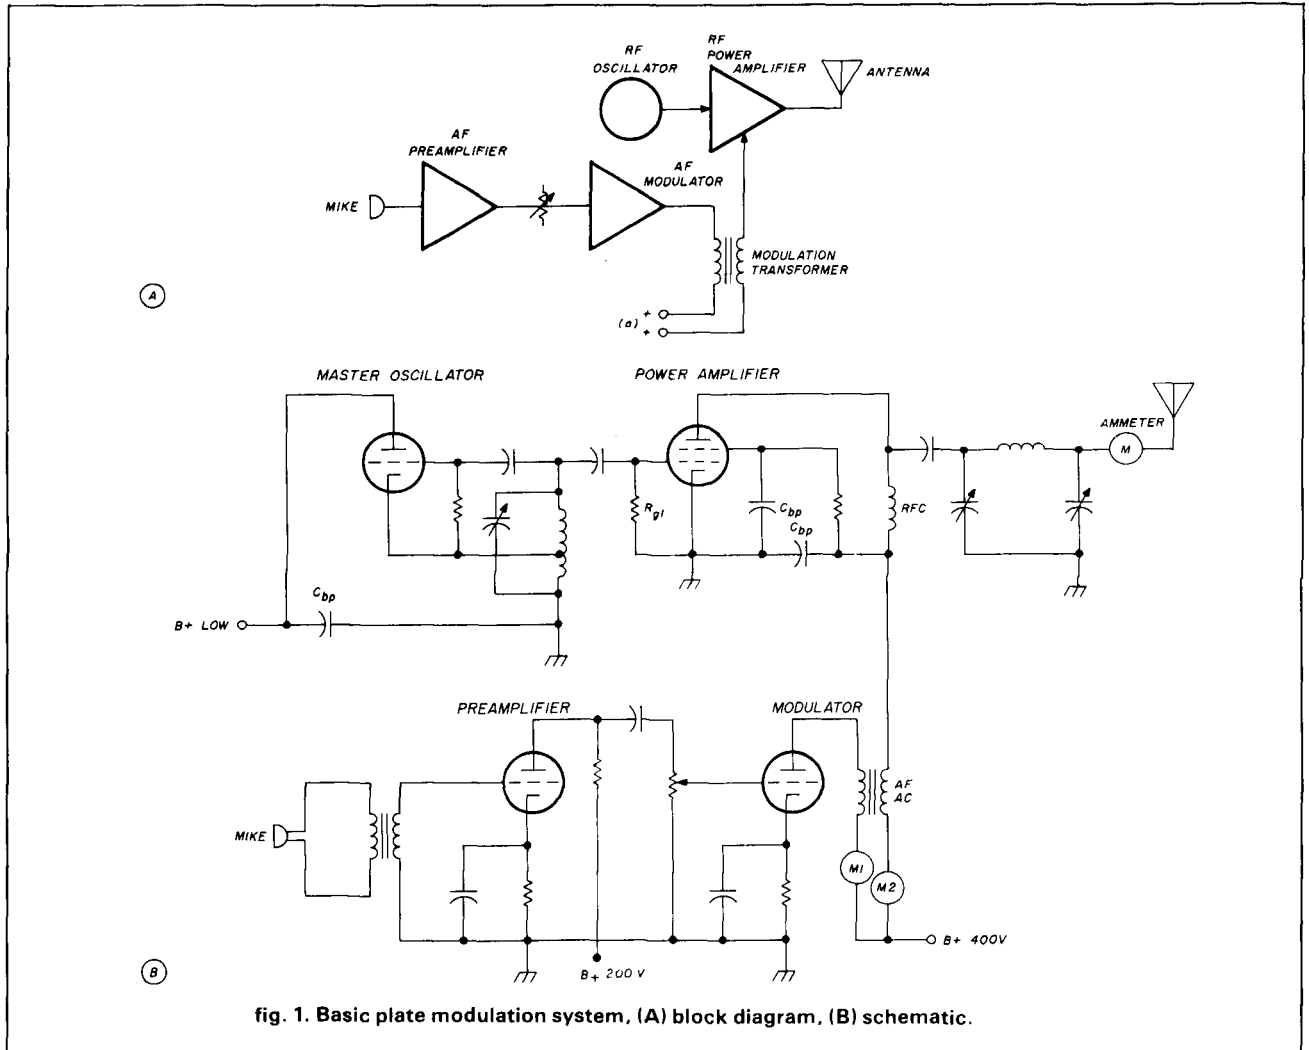 RF
OSCILLATOR
RF
POWER
AMPLIFIER
ANTENNA
AF
PREAMPLIFIER
AF
MODULATOR
MIKE
MODULATION
TRANSFORMER
(a)
+
+
A
MASTER OSCILLATOR
POWER AMPLIFIER
AMMETER
M
Rg1
Cbp
Cbp
RFC
Cbp
B+ LOW
PREAMPLIFIER
MODULATOR
AF
AC
MIKE
M1
M2
B+ 400V
B+ 200 V
B
fig. 1. Basic plate modulation system, (A) block diagram, (B) schematic.